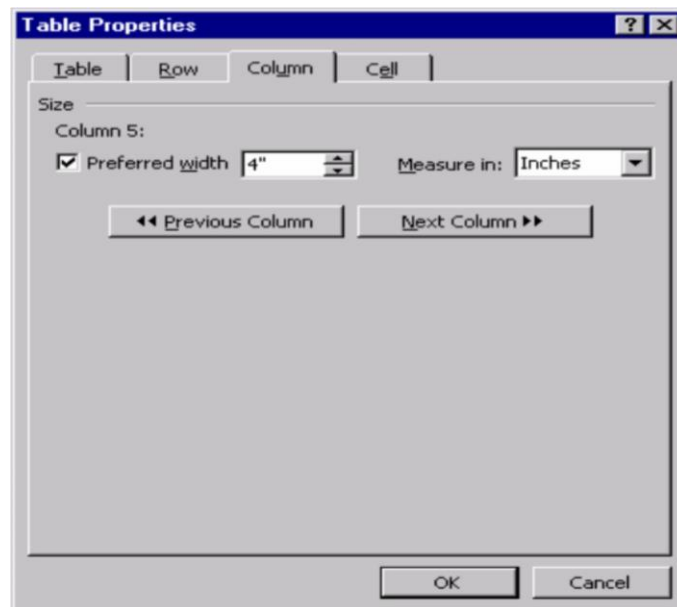 Table Properties
Table Row Column Cell
Size
Column 5:
Preferred width 4" Measure in: Inches
Previous Column Next Column
OK Cancel